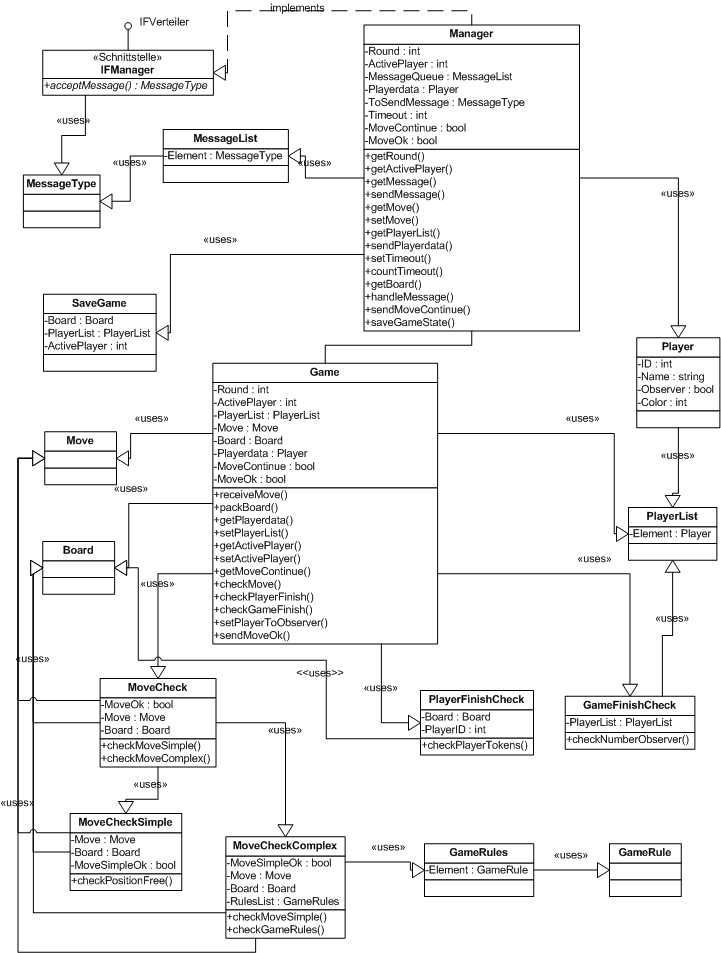 implements
IFVerteiler
«Schnittstelle»
IFManager
+acceptMessage() : MessageType
Manager
-Round : int
-ActivePlayer : int
-MessageQueue : MessageList
-Playerdata : Player
-ToSendMessage : MessageType
-Timeout : int
-MoveContinue : bool
-MoveOk : bool
+getRound()
+getActivePlayer()
+getMessage()
+sendMessage()
+getMove()
+setMove()
+getPlayerList()
+sendPlayerdata()
+setTimeout()
+countTimeout()
+getBoard()
+handleMessage()
+sendMoveContinue()
+saveGameState()
«uses»
MessageList
-Element : MessageType
«uses»
«uses»
MessageType
«uses»
«uses»
SaveGame
-Board : Board
-PlayerList : PlayerList
-ActivePlayer : int
Player
-ID : int
-Name : string
-Observer : bool
-Color : int
Game
-Round : int
-ActivePlayer : int
-PlayerList : PlayerList
-Move : Move
-Board : Board
-Playerdata : Player
-MoveContinue : bool
-MoveOk : bool
+receiveMove()
+packBoard()
+getPlayerdata()
+setPlayerList()
+getActivePlayer()
+setActivePlayer()
+getMoveContinue()
+checkMove()
+checkPlayerFinish()
+checkGameFinish()
+setPlayerToObserver()
+sendMoveOk()
«uses»
«uses»
Move
«uses»
«uses»
PlayerList
-Element : Player
Board
«uses»
«uses»
«uses»
«uses»
<<uses>>
«uses»
MoveCheck
-MoveOk : bool
-Move : Move
-Board : Board
+checkMoveSimple()
+checkMoveComplex()
PlayerFinishCheck
-Board : Board
-PlayerID : int
+checkPlayerTokens()
GameFinishCheck
-PlayerList : PlayerList
+checkNumberObserver()
«uses»
«uses»
«uses»
MoveCheckSimple
-Move : Move
-Board : Board
-MoveSimpleOk : bool
+checkPositionFree()
MoveCheckComplex
-MoveSimpleOk : bool
-Move : Move
-Board : Board
-RulesList : GameRules
+checkMoveSimple()
+checkGameRules()
«uses»
GameRules
-Element : GameRule
«uses»
GameRule